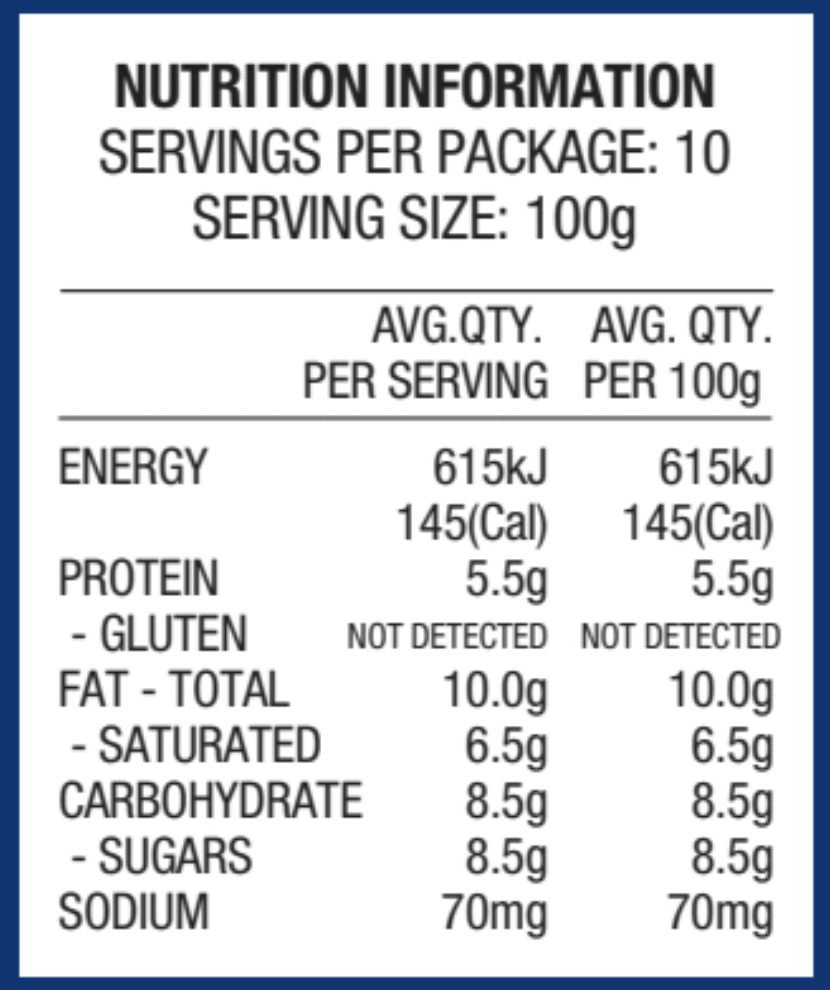 NUTRITION INFORMATION
SERVINGS PER PACKAGE: 10
SERVING SIZE: 100g
AVG.QTY. AVG. QTY.
PER SERVING PER 100g
ENERGY 615kJ 615kJ
145(Cal) 145(Cal)
PROTEIN 5.5g 5.5g
- GLUTEN NOT DETECTED NOT DETECTED
FAT - TOTAL 10.0g 10.0g
- SATURATED 6.5g 6.5g
CARBOHYDRATE 8.5g 8.5g
- SUGARS 8.5g 8.5g
SODIUM 70mg 70mg